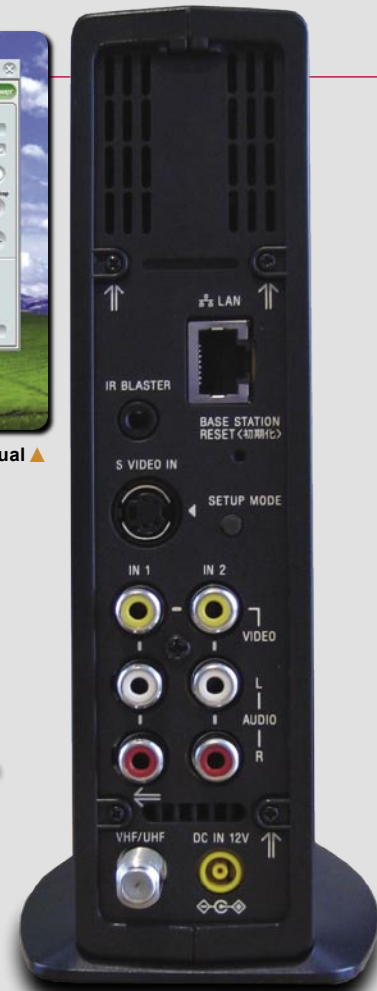 LAN
IR BLASTER
BASE STATION
RESET<初期化>
S VIDEO IN
SETUP MODE
IN 1 IN 2
VIDEO
L
AUDIO
R
VHF/UHF DC IN 12V
ual